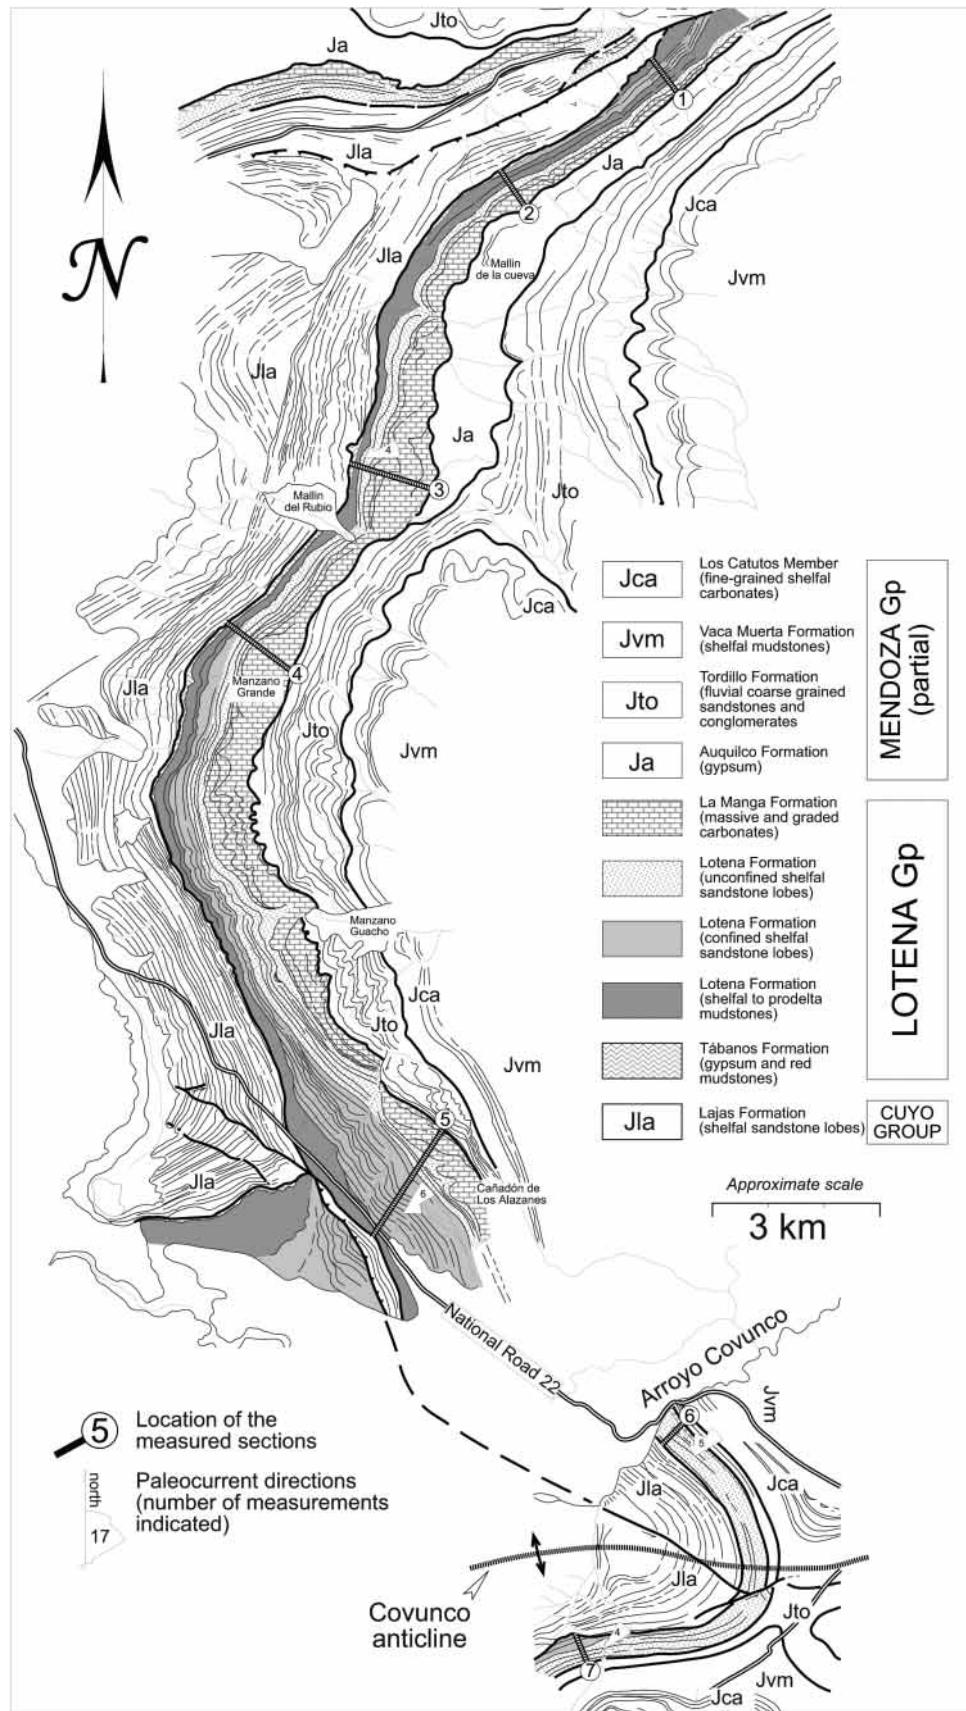 Jto
Ja
1
Jla
Ja
2
Jca
Jla
Mallin
de la cueva
Jvm
Jla
Ja
4
3
Mallin
del Rubio
Jto
N
Jca
Jla
4
Manzano
Grande
Jto
Jvm
Manzano
Guacho
Jca
Jto
Jla
Jvm
5
Jla
6
Cañadón de
Los Alazanes
Jca
Los Catutos Member
(fine-grained shelfal
carbonates)
Jvm
Vaca Muerta Formation
(shelfal mudstones)
Jto
Tordillo Formation
(fluvial coarse grained
sandstones and
conglomerates
Ja
Auquilco Formation
(gypsum)
MENDOZA Gp
(partial)
La Manga Formation
(massive and graded
carbonates)
Lotena Formation
(unconfined shelfal
sandstone lobes)
Lotena Formation
(confined shelfal
sandstone lobes)
Lotena Formation
(shelfal to prodelta
mudstones)
Tábanos Formation
(gypsum and red
mudstones)
LOTENA Gp
Jla
Lajas Formation
(shelfal sandstone lobes)
CUYO
GROUP
Approximate scale
3 km
National Road 22
Arroyo Covunco
5
Location of the
measured sections
north
17
Paleocurrent directions
(number of measurements
indicated)
6
5
Jvm
Jla
Jca
Jla
Covunco
anticline
Jto
4
7
Jvm
Jca